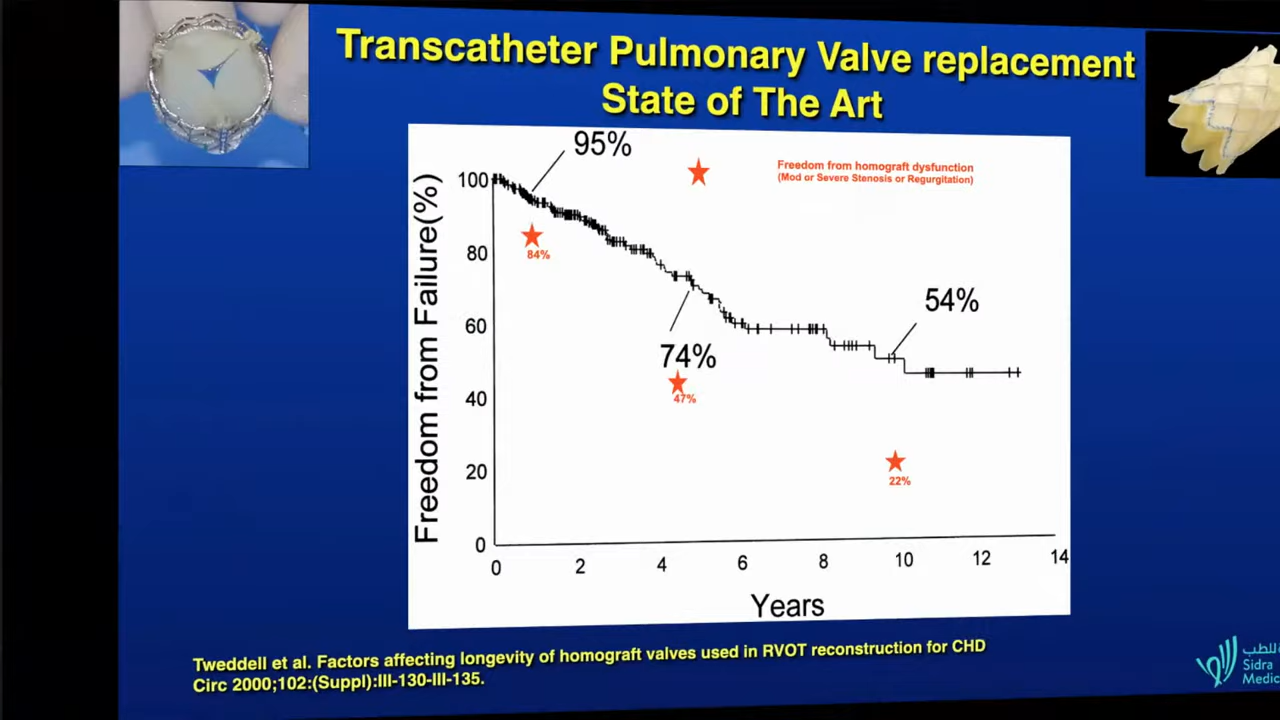 Transcatheter Pulmonary Valve replacement
State of The Art
95%
Freedom from homograft dysfunction
(Mod or Severe Stenosis or Regurgitation)
Freedom from Failure(%)
100
80
60
40
20
0
84%
74%
47%
54%
22%
0 2 4 6 8 10 12 14
Years
Tweddell et al. Factors affecting longevity of homograft valves used in RVOT reconstruction for CHD
Circ 2000;102:(Suppl):III-130-III-135.
للطب
Sidra